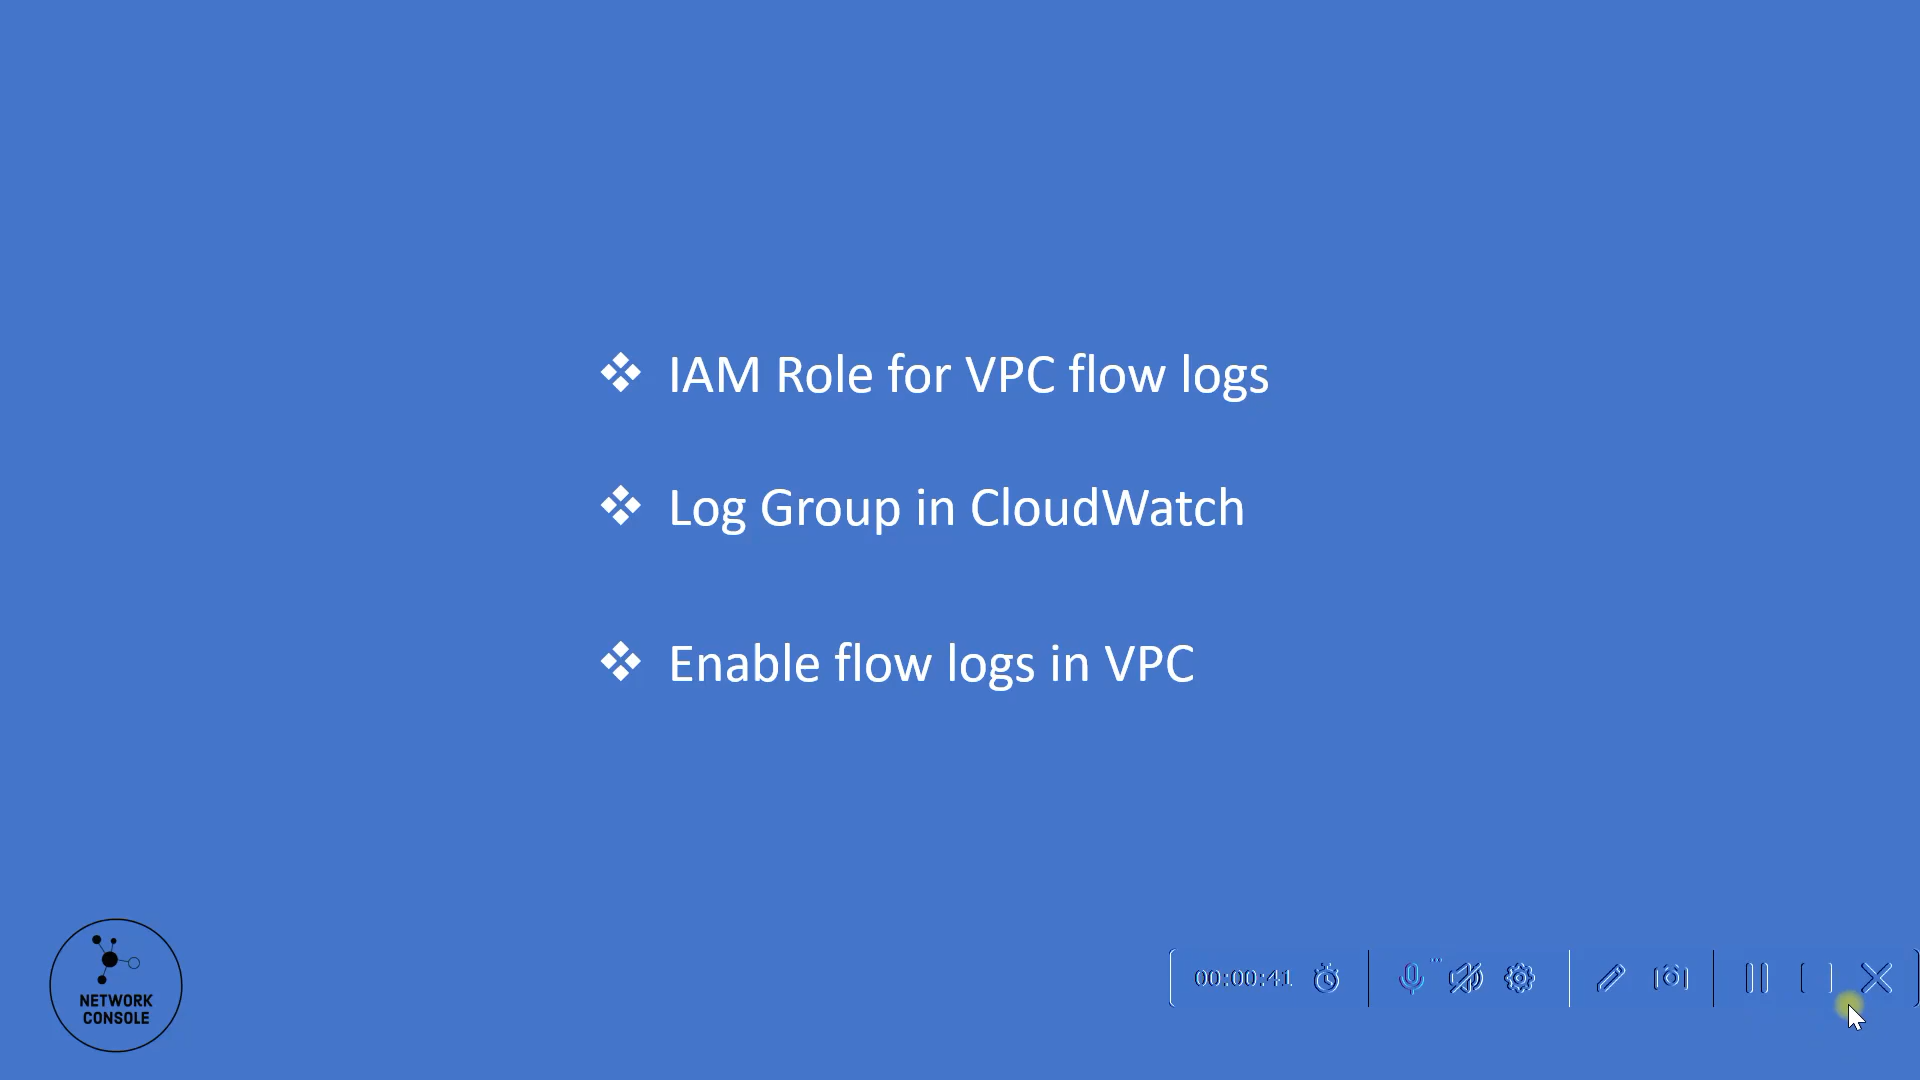 ❖ IAM Role for VPC flow logs
❖ Log Group in CloudWatch
❖ Enable flow logs in VPC
NETWORK
CONSOLE
00:00:41